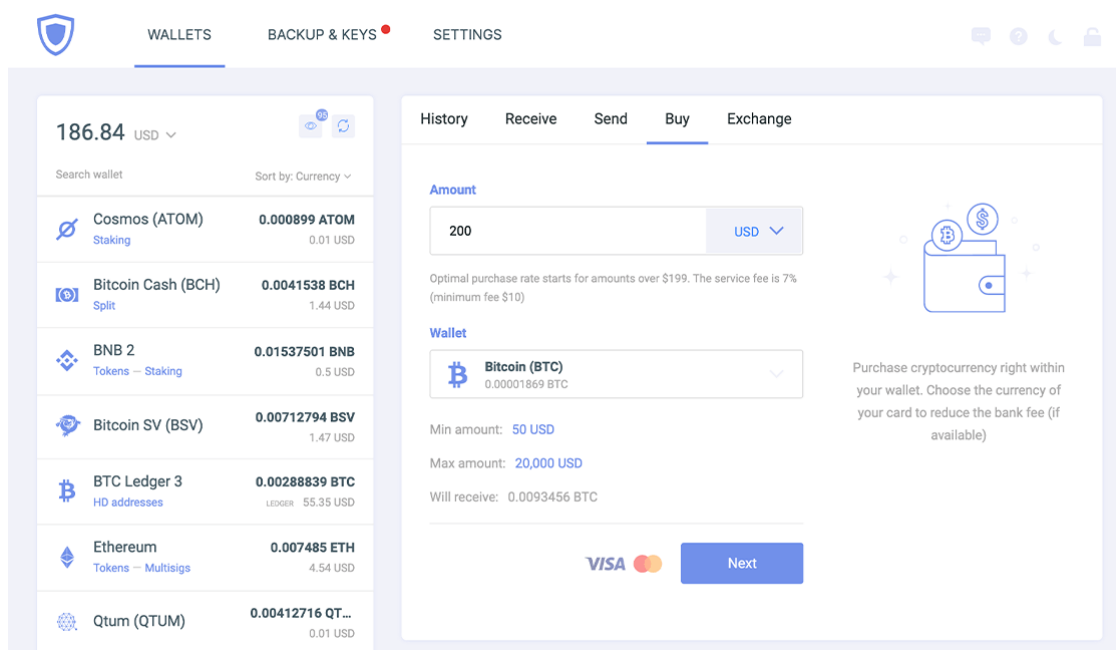 WALLETS
BACKUP & KEYS
SETTINGS
186.84 USD
Search wallet
Sort by: Currency
Cosmos (ATOM)
0.000899 ATOM
Staking
0.01 USD
Bitcoin Cash (BCH)
0.0041538 BCH
Split
1.44 USD
BNB 2
0.01537501 BNB
Tokens — Staking
0.5 USD
Bitcoin SV (BSV)
0.00712794 BSV
1.47 USD
BTC Ledger 3
0.00288839 BTC
HD addresses
LEDGER 55.35 USD
Ethereum
0.007485 ETH
Tokens — Multisigs
4.54 USD
Qtum (QTUM)
0.00412716 QT...
0.01 USD
History
Receive
Send
Buy
Exchange
Amount
200
USD
Optimal purchase rate starts for amounts over $199. The service fee is 7%
(minimum fee $10)
Wallet
Bitcoin (BTC)
0.00001869 BTC
Min amount: 50 USD
Max amount: 20,000 USD
Will receive: 0.0093456 BTC
VISA
Next
Purchase cryptocurrency right within
your wallet. Choose the currency of
your card to reduce the bank fee (if
available)